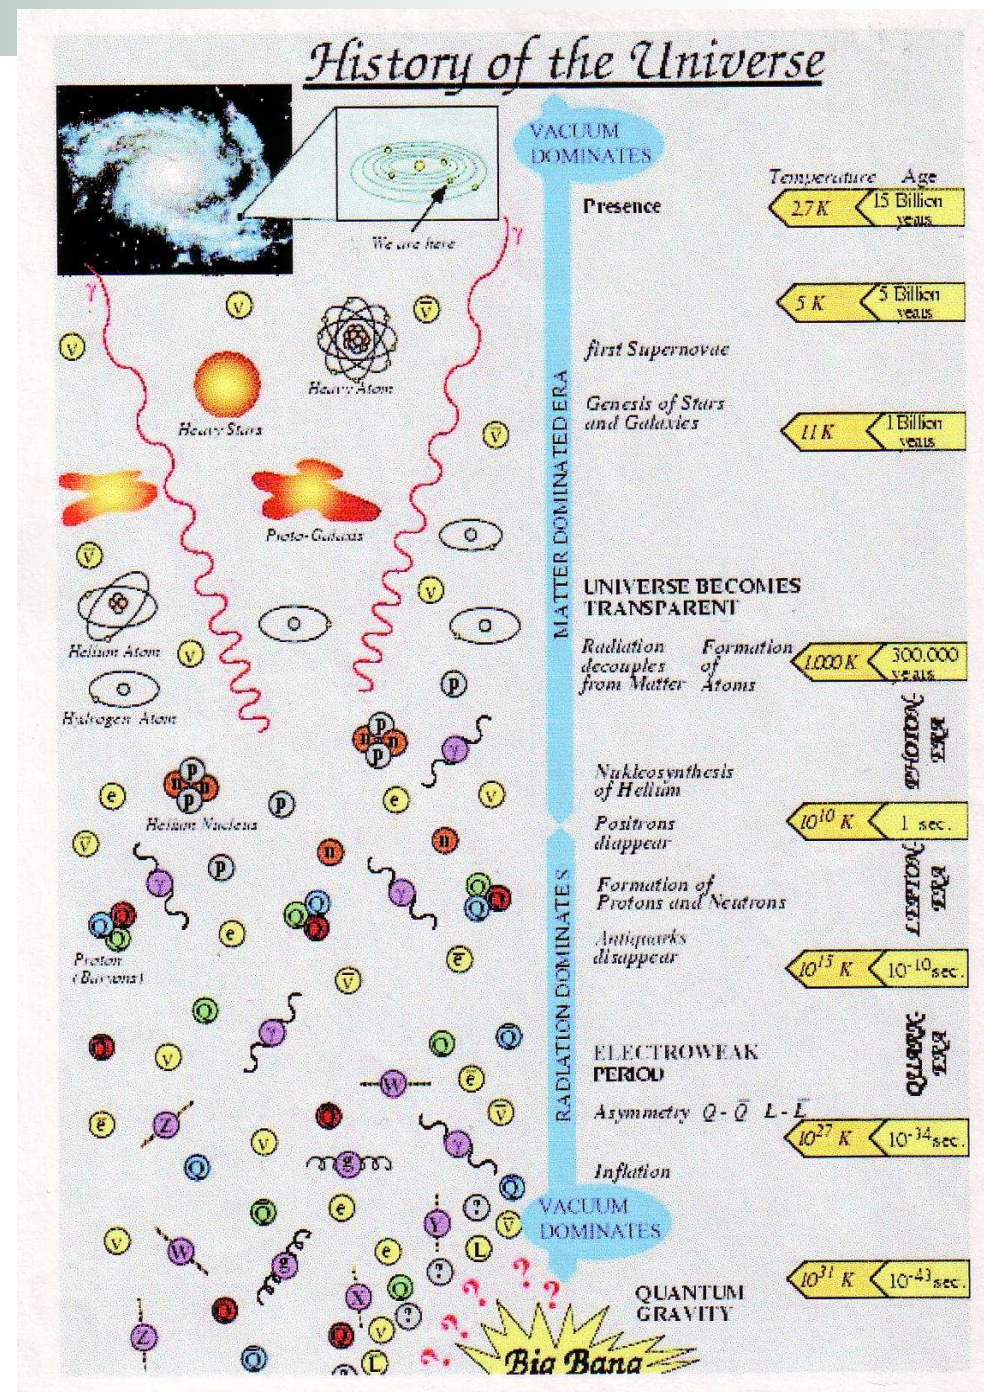 History of the Universe
VACUUM
DOMINATES
Temperature Age
Presence
2.7 K
15 Billion
years
We are here
γ
γ
5 K
5 Billion
years
ν
ν̄
ν
first Supernovae
Heavy Atom
Genesis of Stars
and Galaxies
Heavy Stars
11 K
1 Billion
years
ν̄
MATTER DOMINATED ERA
Proto-Galaxis
ν̄
ν
UNIVERSE BECOMES
TRANSPARENT
Helium Atom
ν
Radiation
decouples
from Matter
Formation
of
Atoms
1.000 K
300.000
years
p
Hydrogen Atom
PHOTON-
ERA
p
n n
p
γ
Nukleosynthesis
of Helium
p
n n
p
e
p
e
ν
Helium Nucleus
Positrons
diappear
10¹⁰ K
1 sec.
ν̄
p
n
n
LEPTON-
ERA
γ
γ
Formation of
Protons and Neutrons
Q Q
Q
Q Q
Q
Q
Q Q
e
Antiquarks
disappear
Proton
(Baryons)
ν̄
e̅
10¹⁵ K
10⁻¹⁰ sec.
RADIATION DOMINATES
Q
γ
Q
Q̅
QUARK-
ERA
ν
ELECTROWEAK
PERIOD
W
e̅
Asymmetry Q - Q̅ L - L̅
e̅
Z
ν
ν̄
10²⁷ K
10⁻³⁴ sec.
γ
g
Q
Inflation
Q
VACUUM
DOMINATES
Q̅
e
?
Y
ν̄
ν
W
g
e
L
?
10³¹ K
10⁻⁴³ sec.
QUANTUM
GRAVITY
X
Q
?
? ? ? ? ?
Z
ν
Q̅
L̅
Big Bang